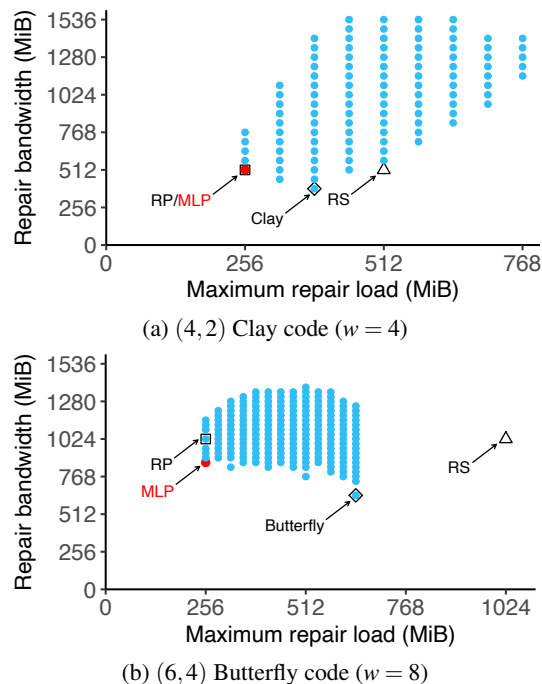 Repair bandwidth (MiB)
1536
1280
1024
768
512
256
0
RP/MLP
Clay
RS
0 256 512 768
Maximum repair load (MiB)
(a) (4,2) Clay code (w = 4)
Repair bandwidth (MiB)
1536
1280
1024
768
512
256
0
RP
MLP
Butterfly
RS
0 256 512 768 1024
Maximum repair load (MiB)
(b) (6,4) Butterfly code (w = 8)